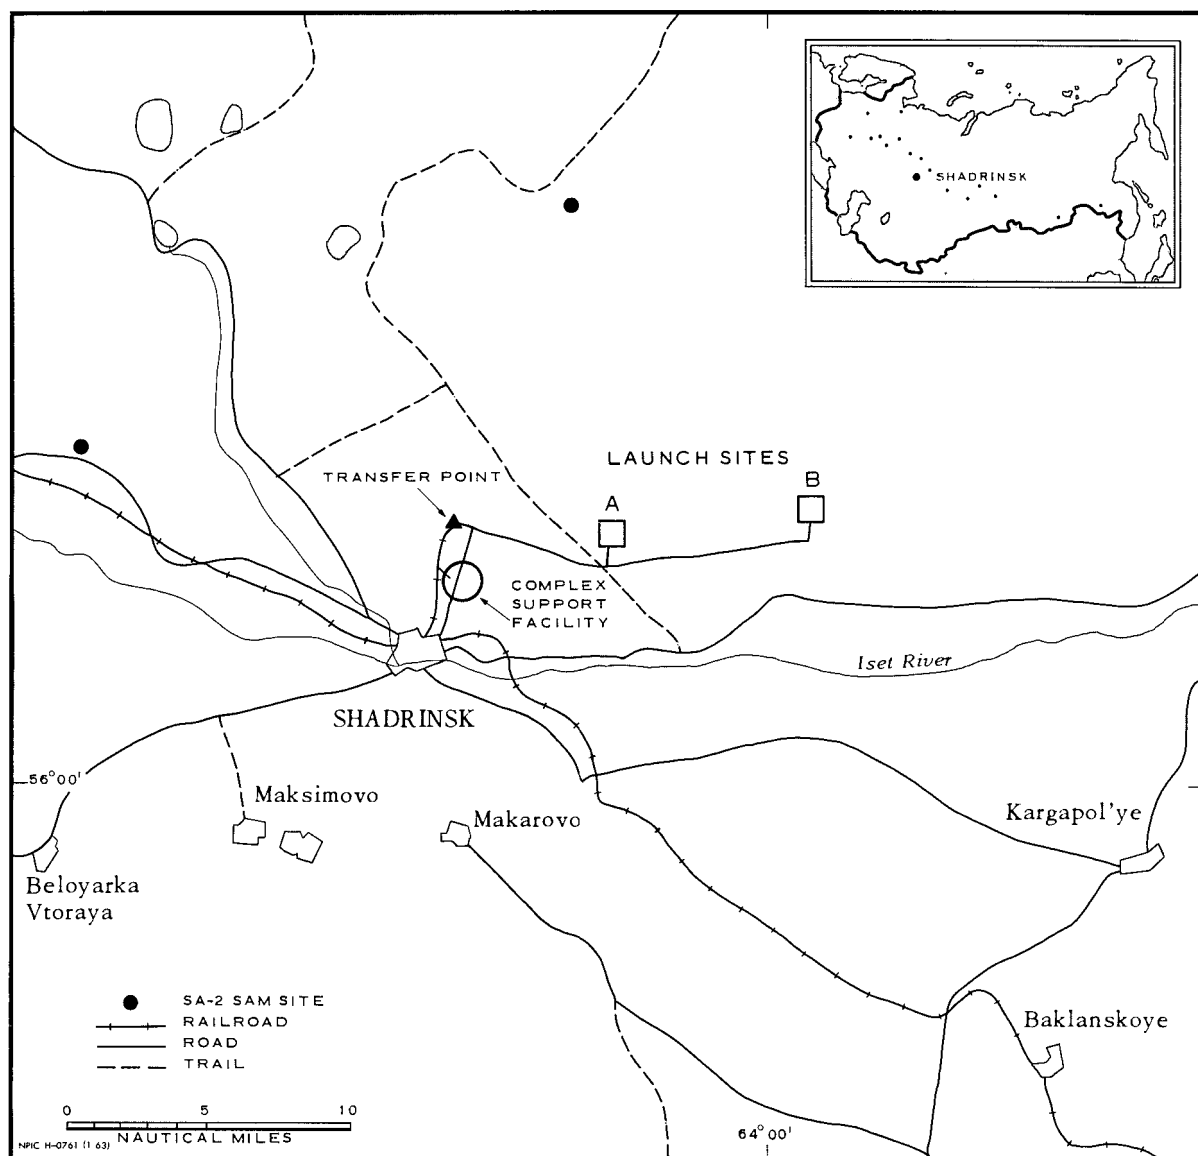 SHADRINSK
LAUNCH SITES
TRANSFER POINT
A
B
COMPLEX
SUPPORT
FACILITY
Iset River
SHADRINSK
56°00'
Maksimovo
Makarovo
Kargapol'ye
Beloyarka
Vtoraya
SA-2 SAM SITE
RAILROAD
ROAD
TRAIL
Baklanskoye
0 5 10
NAUTICAL MILES
NPIC H-0761 (1 63)
64°00'